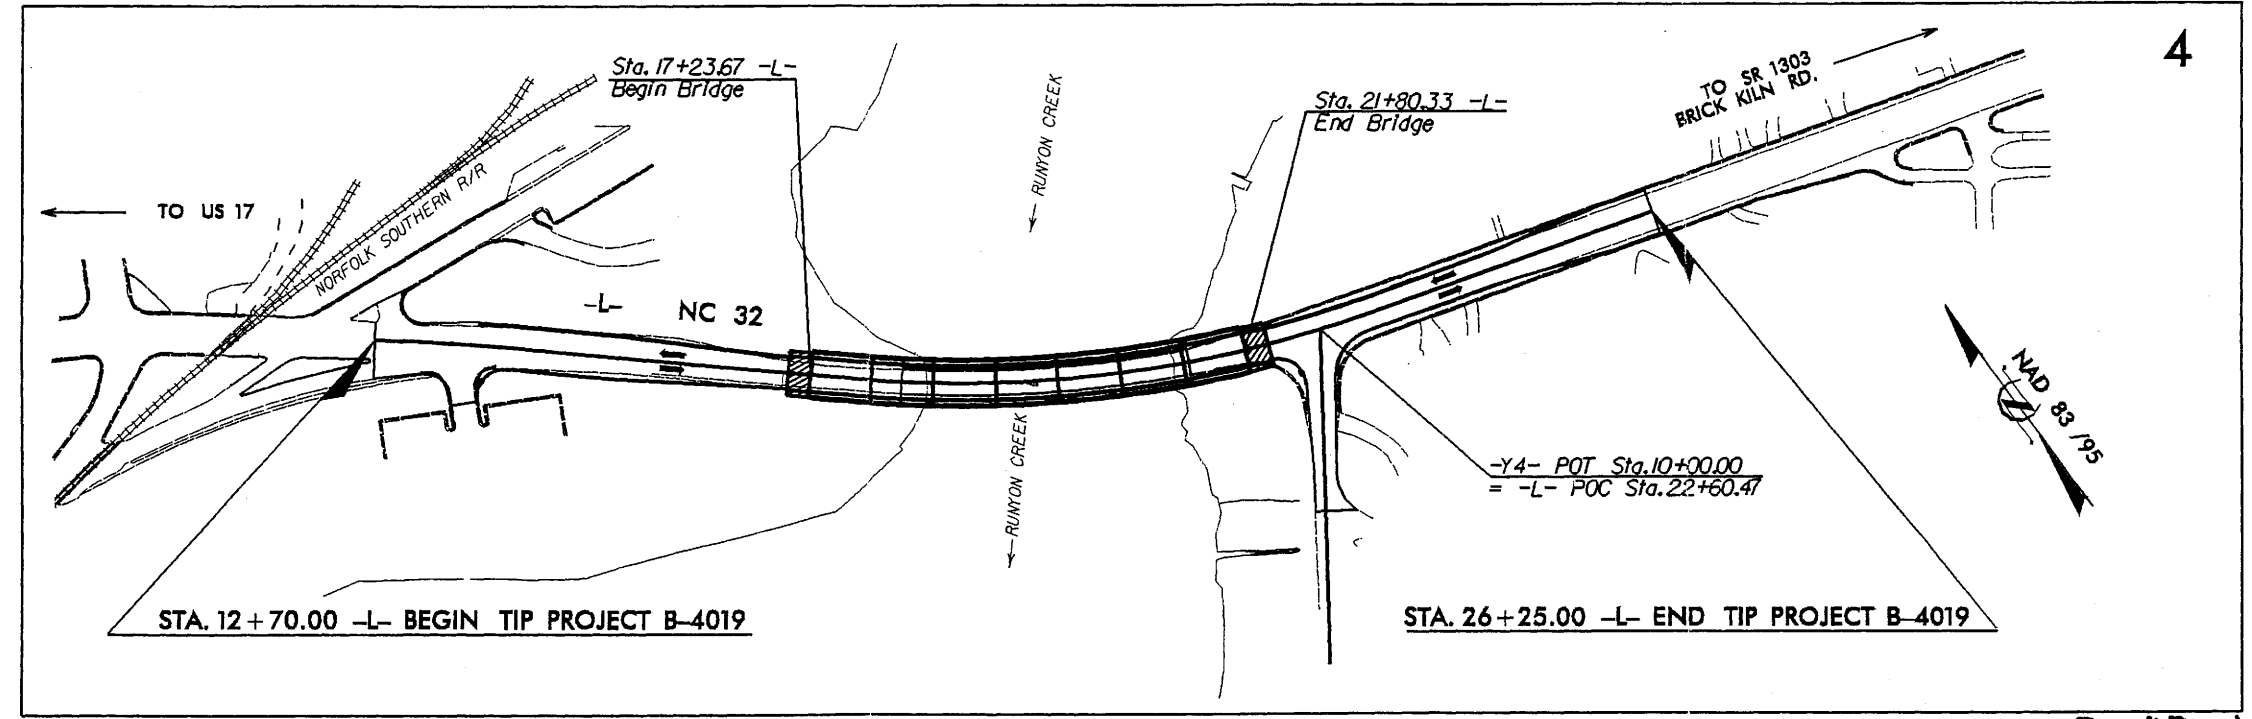 4
Sta. 17+23.67 -L-
Begin Bridge
RUNYON CREEK
Sta. 21+80.33 -L-
End Bridge
TO SR 1303
BRICK KILN RD.
TO US 17
NORFOLK SOUTHERN R/R
-L- NC 32
NAD 83 /95
RUNYON CREEK
-Y4- POT Sta. 10+00.00
= -L- POC Sta. 22+60.47
STA. 12+70.00 -L- BEGIN TIP PROJECT B-4019
STA. 26+25.00 -L- END TIP PROJECT B-4019